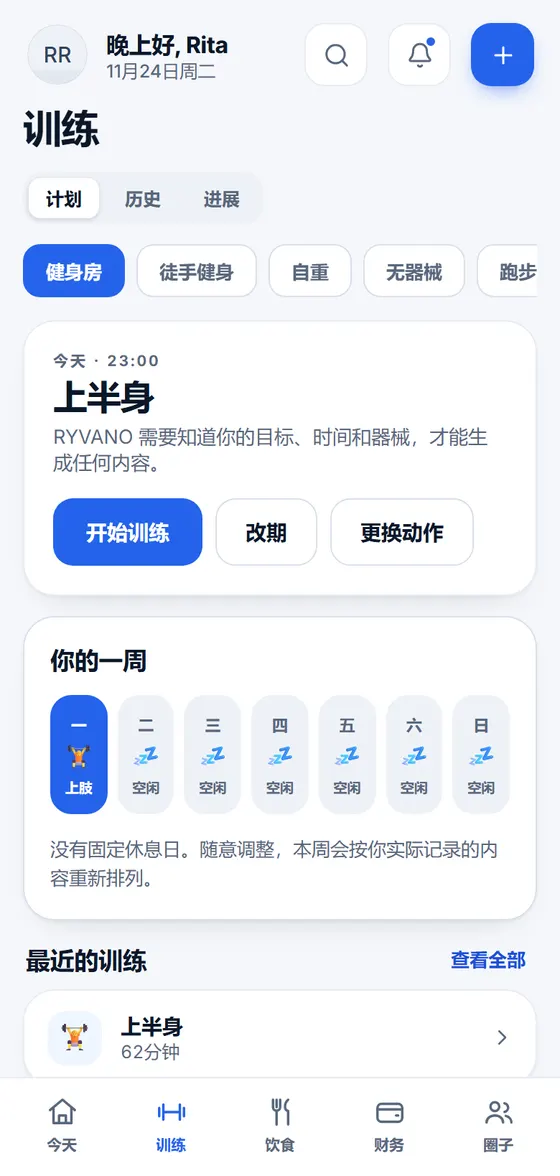 RR
晚上好, Rita
11月24日周二
训练
计划 历史 进展
健身房 徒手健身 自重 无器械 跑步
今天 · 23:00
上半身
RYVANO 需要知道你的目标、时间和器械，才能生
成任何内容。
开始训练 改期 更换动作
你的一周
一 二 三 四 五 六 日
上肢 空闲 空闲 空闲 空闲 空闲 空闲
没有固定休息日。随意调整，本周会按你实际记录的内
容重新排列。
最近的训练 查看全部
上半身
62分钟
今天 训练 饮食 财务 圈子